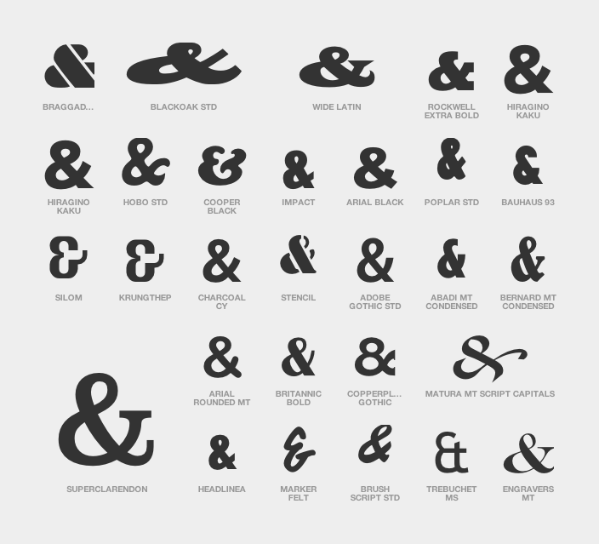 &
&
&
&
&
BRAGGAD...
BLACKOAK STD
WIDE LATIN
ROCKWELL
EXTRA BOLD
HIRAGINO
KAKU
&
&
&
&
&
&
&
HIRAGINO
KAKU
HOBO STD
COOPER
BLACK
IMPACT
ARIAL BLACK
POPLAR STD
BAUHAUS 93
&
&
&
&
&
&
&
SILOM
KRUNGTHEP
CHARCOAL
CY
STENCIL
ADOBE
GOTHIC STD
ABADI MT
CONDENSED
BERNARD MT
CONDENSED
&
&
&
&
ARIAL
ROUNDED MT
BRITANNIC
BOLD
COPPERPL...
GOTHIC
MATURA MT SCRIPT CAPITALS
&
&
&
&
&
&
SUPERCLARENDON
HEADLINEA
MARKER
FELT
BRUSH
SCRIPT STD
TREBUCHET
MS
ENGRAVERS
MT